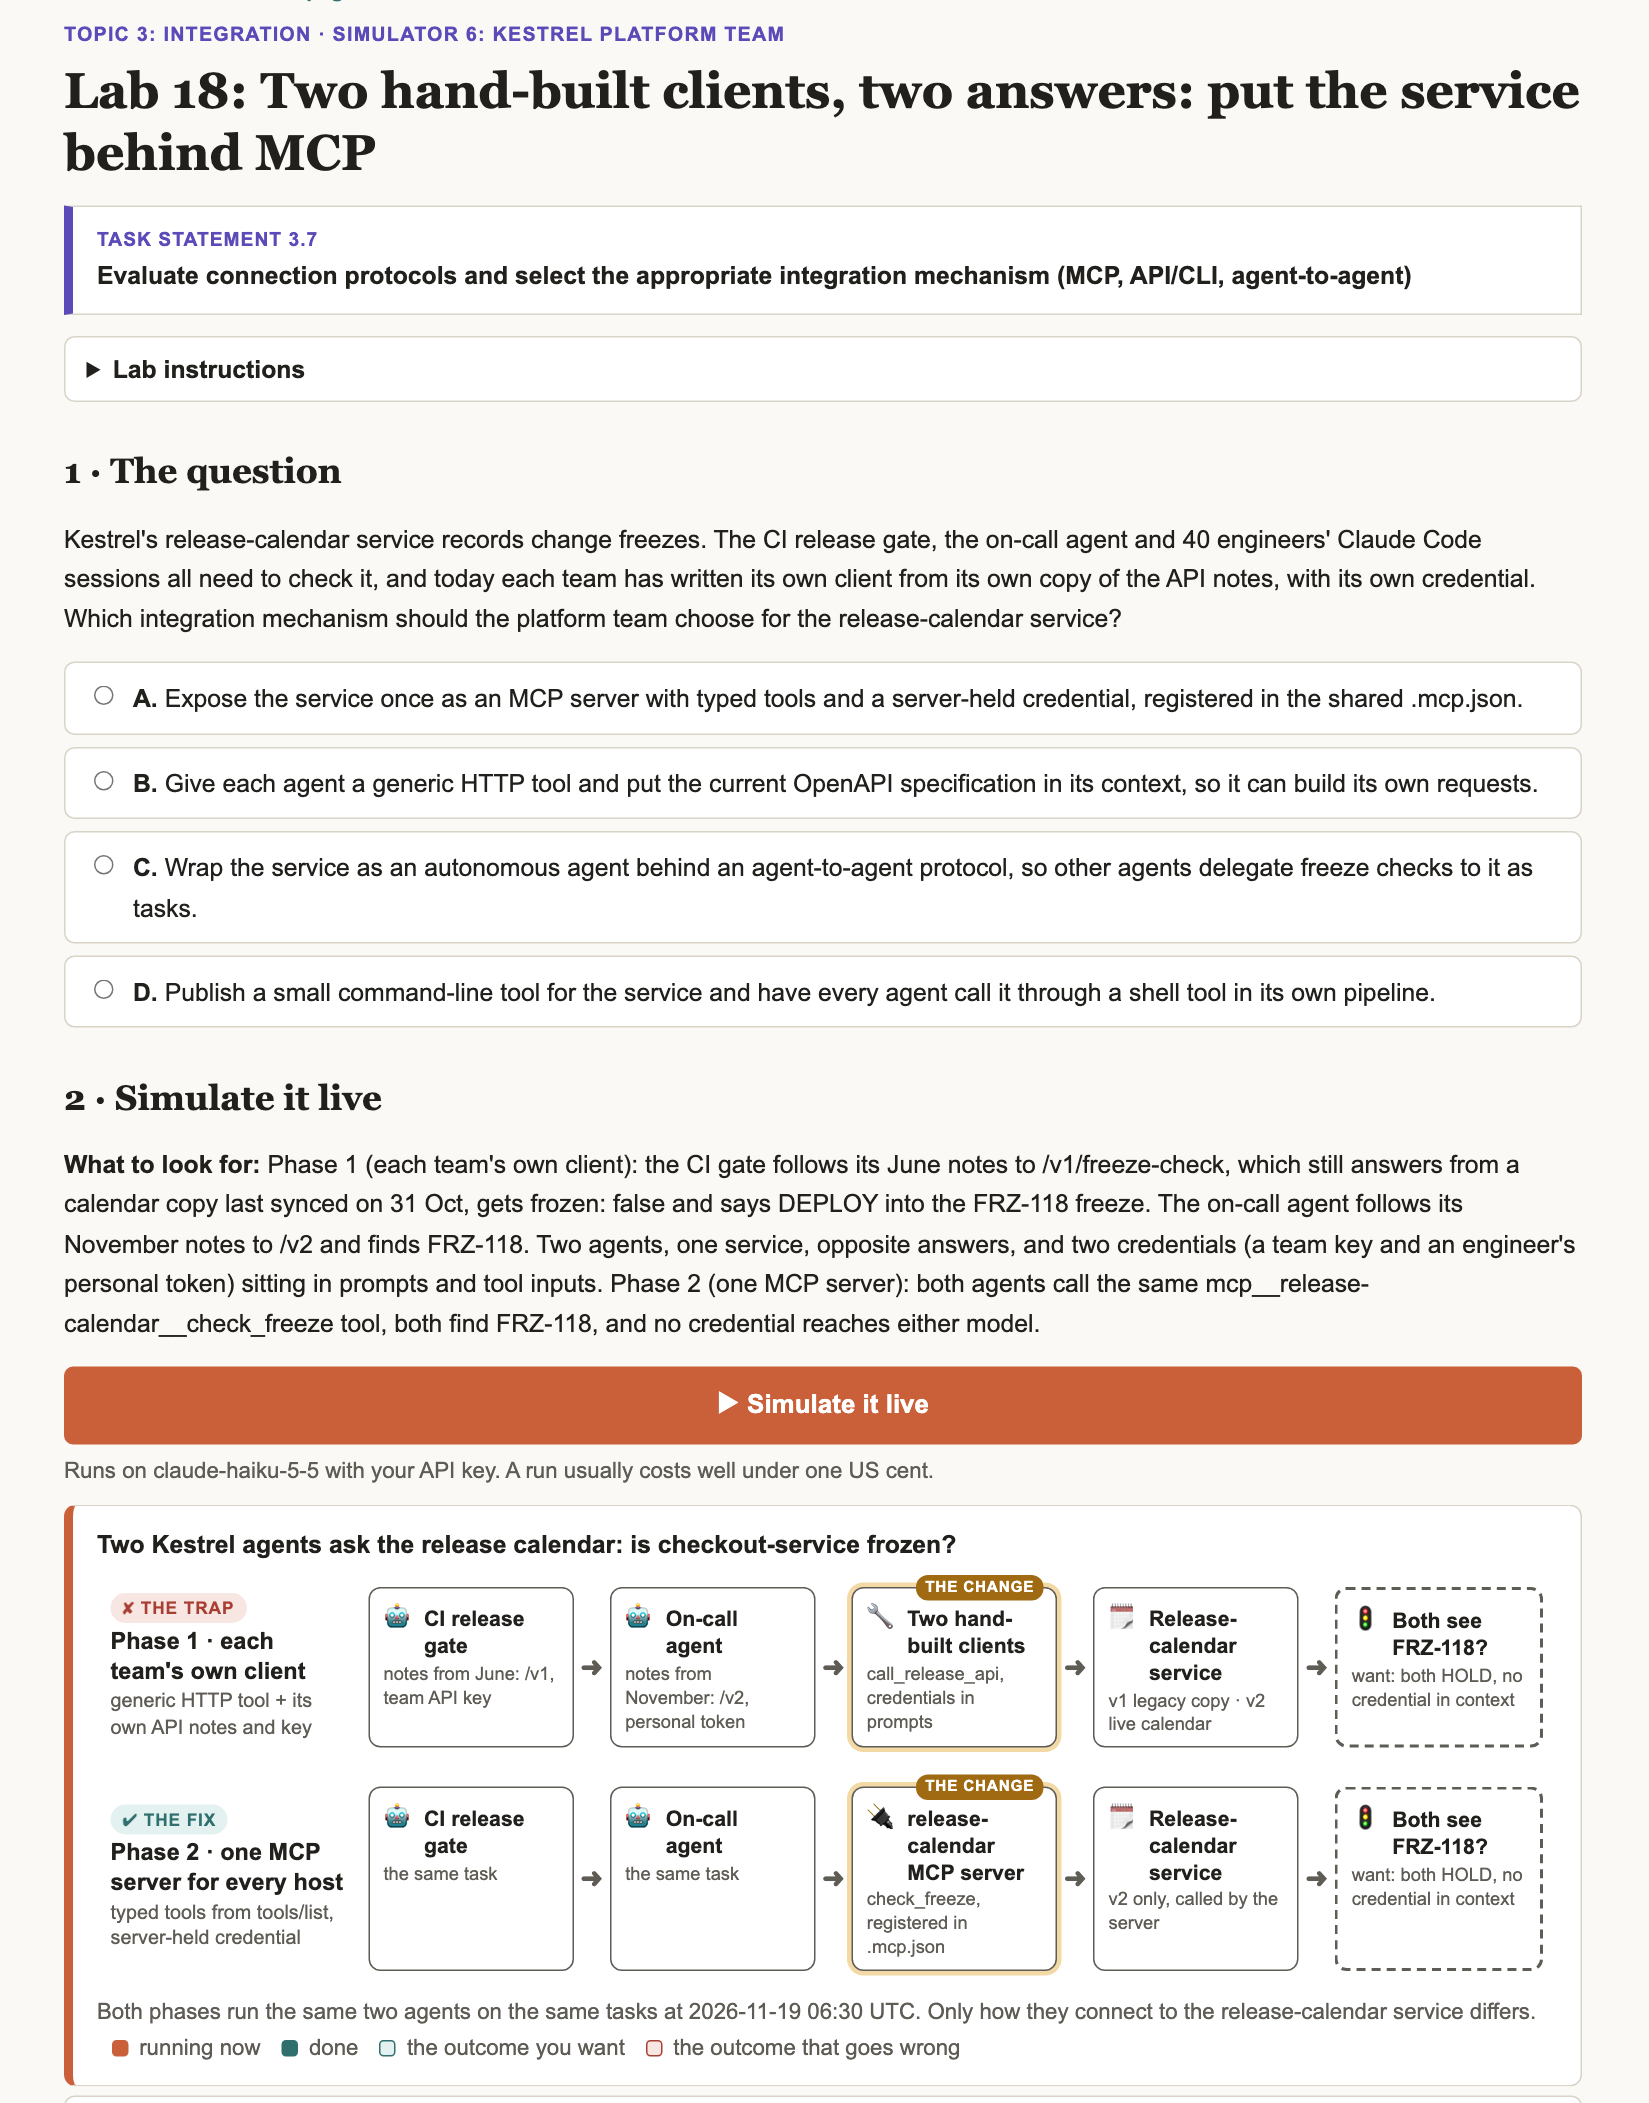 TOPIC 3: INTEGRATION · SIMULATOR 6: KESTREL PLATFORM TEAM
Lab 18: Two hand-built clients, two answers: put the service
behind MCP
TASK STATEMENT 3.7
Evaluate connection protocols and select the appropriate integration mechanism (MCP, API/CLI, agent-to-agent)
▶ Lab instructions
1 · The question
Kestrel's release-calendar service records change freezes. The CI release gate, the on-call agent and 40 engineers' Claude Code
sessions all need to check it, and today each team has written its own client from its own copy of the API notes, with its own credential.
Which integration mechanism should the platform team choose for the release-calendar service?
A. Expose the service once as an MCP server with typed tools and a server-held credential, registered in the shared .mcp.json.
B. Give each agent a generic HTTP tool and put the current OpenAPI specification in its context, so it can build its own requests.
C. Wrap the service as an autonomous agent behind an agent-to-agent protocol, so other agents delegate freeze checks to it as
tasks.
D. Publish a small command-line tool for the service and have every agent call it through a shell tool in its own pipeline.
2 · Simulate it live
What to look for: Phase 1 (each team's own client): the CI gate follows its June notes to /v1/freeze-check, which still answers from a
calendar copy last synced on 31 Oct, gets frozen: false and says DEPLOY into the FRZ-118 freeze. The on-call agent follows its
November notes to /v2 and finds FRZ-118. Two agents, one service, opposite answers, and two credentials (a team key and an engineer's
personal token) sitting in prompts and tool inputs. Phase 2 (one MCP server): both agents call the same mcp__release-
calendar__check_freeze tool, both find FRZ-118, and no credential reaches either model.
▶ Simulate it live
Runs on claude-haiku-5-5 with your API key. A run usually costs well under one US cent.
Two Kestrel agents ask the release calendar: is checkout-service frozen?
✘ THE TRAP
Phase 1 · each
team's own client
generic HTTP tool + its
own API notes and key
CI release
gate
notes from June: /v1,
team API key
On-call
agent
notes from
November: /v2,
personal token
THE CHANGE
Two hand-
built clients
call_release_api,
credentials in
prompts
Release-
calendar
service
v1 legacy copy · v2
live calendar
Both see
FRZ-118?
want: both HOLD, no
credential in context
✔ THE FIX
Phase 2 · one MCP
server for every host
typed tools from tools/list,
server-held credential
CI release
gate
the same task
On-call
agent
the same task
THE CHANGE
release-
calendar
MCP server
check_freeze,
registered in
.mcp.json
Release-
calendar
service
v2 only, called by the
server
Both see
FRZ-118?
want: both HOLD, no
credential in context
Both phases run the same two agents on the same tasks at 2026-11-19 06:30 UTC. Only how they connect to the release-calendar service differs.
running now done the outcome you want the outcome that goes wrong